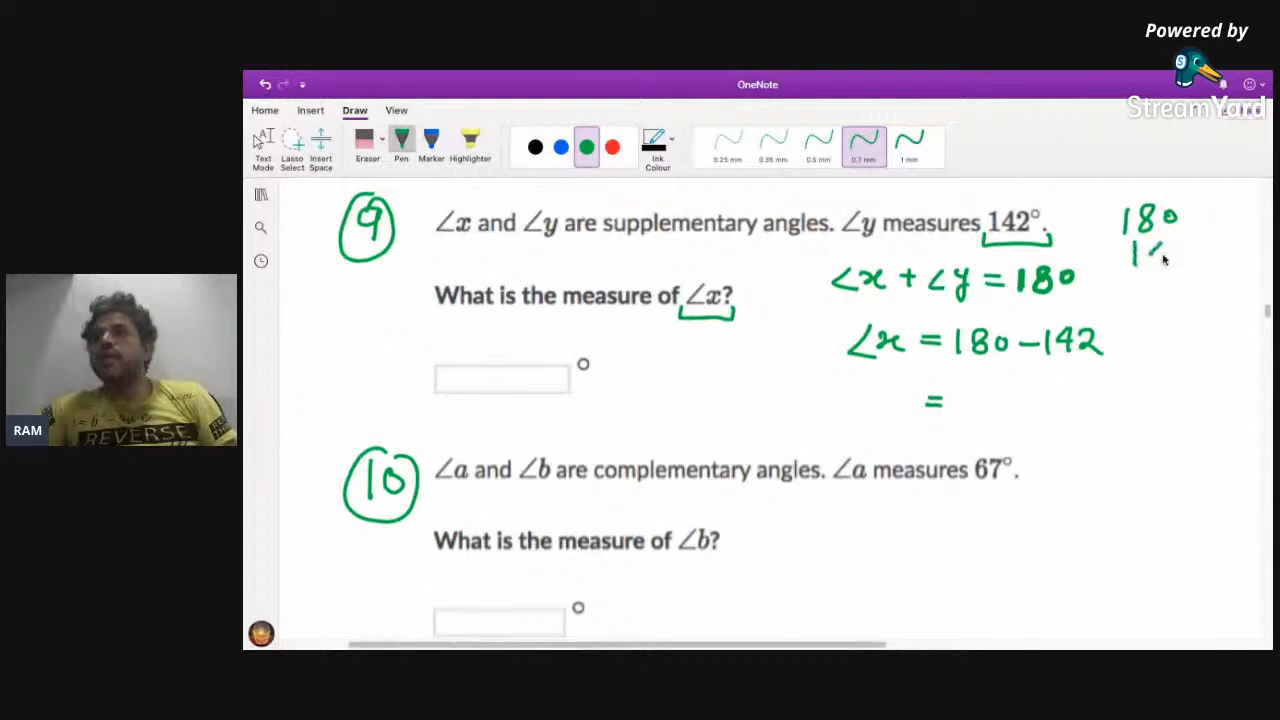 Powered by
StreamYard
OneNote
Home Insert Draw View
Text Mode
Lasso Select
Insert Space
Eraser
Pen
Marker
Highlighter
Ink Colour
0.25 mm
0.35 mm
0.5 mm
0.7 mm
1 mm
9
∠x and ∠y are supplementary angles. ∠y measures 142°.
180
1
∠x + ∠y = 180
What is the measure of ∠x?
∠x = 180 - 142
°
=
RAM
REVERSE
10
∠a and ∠b are complementary angles. ∠a measures 67°.
What is the measure of ∠b?
°